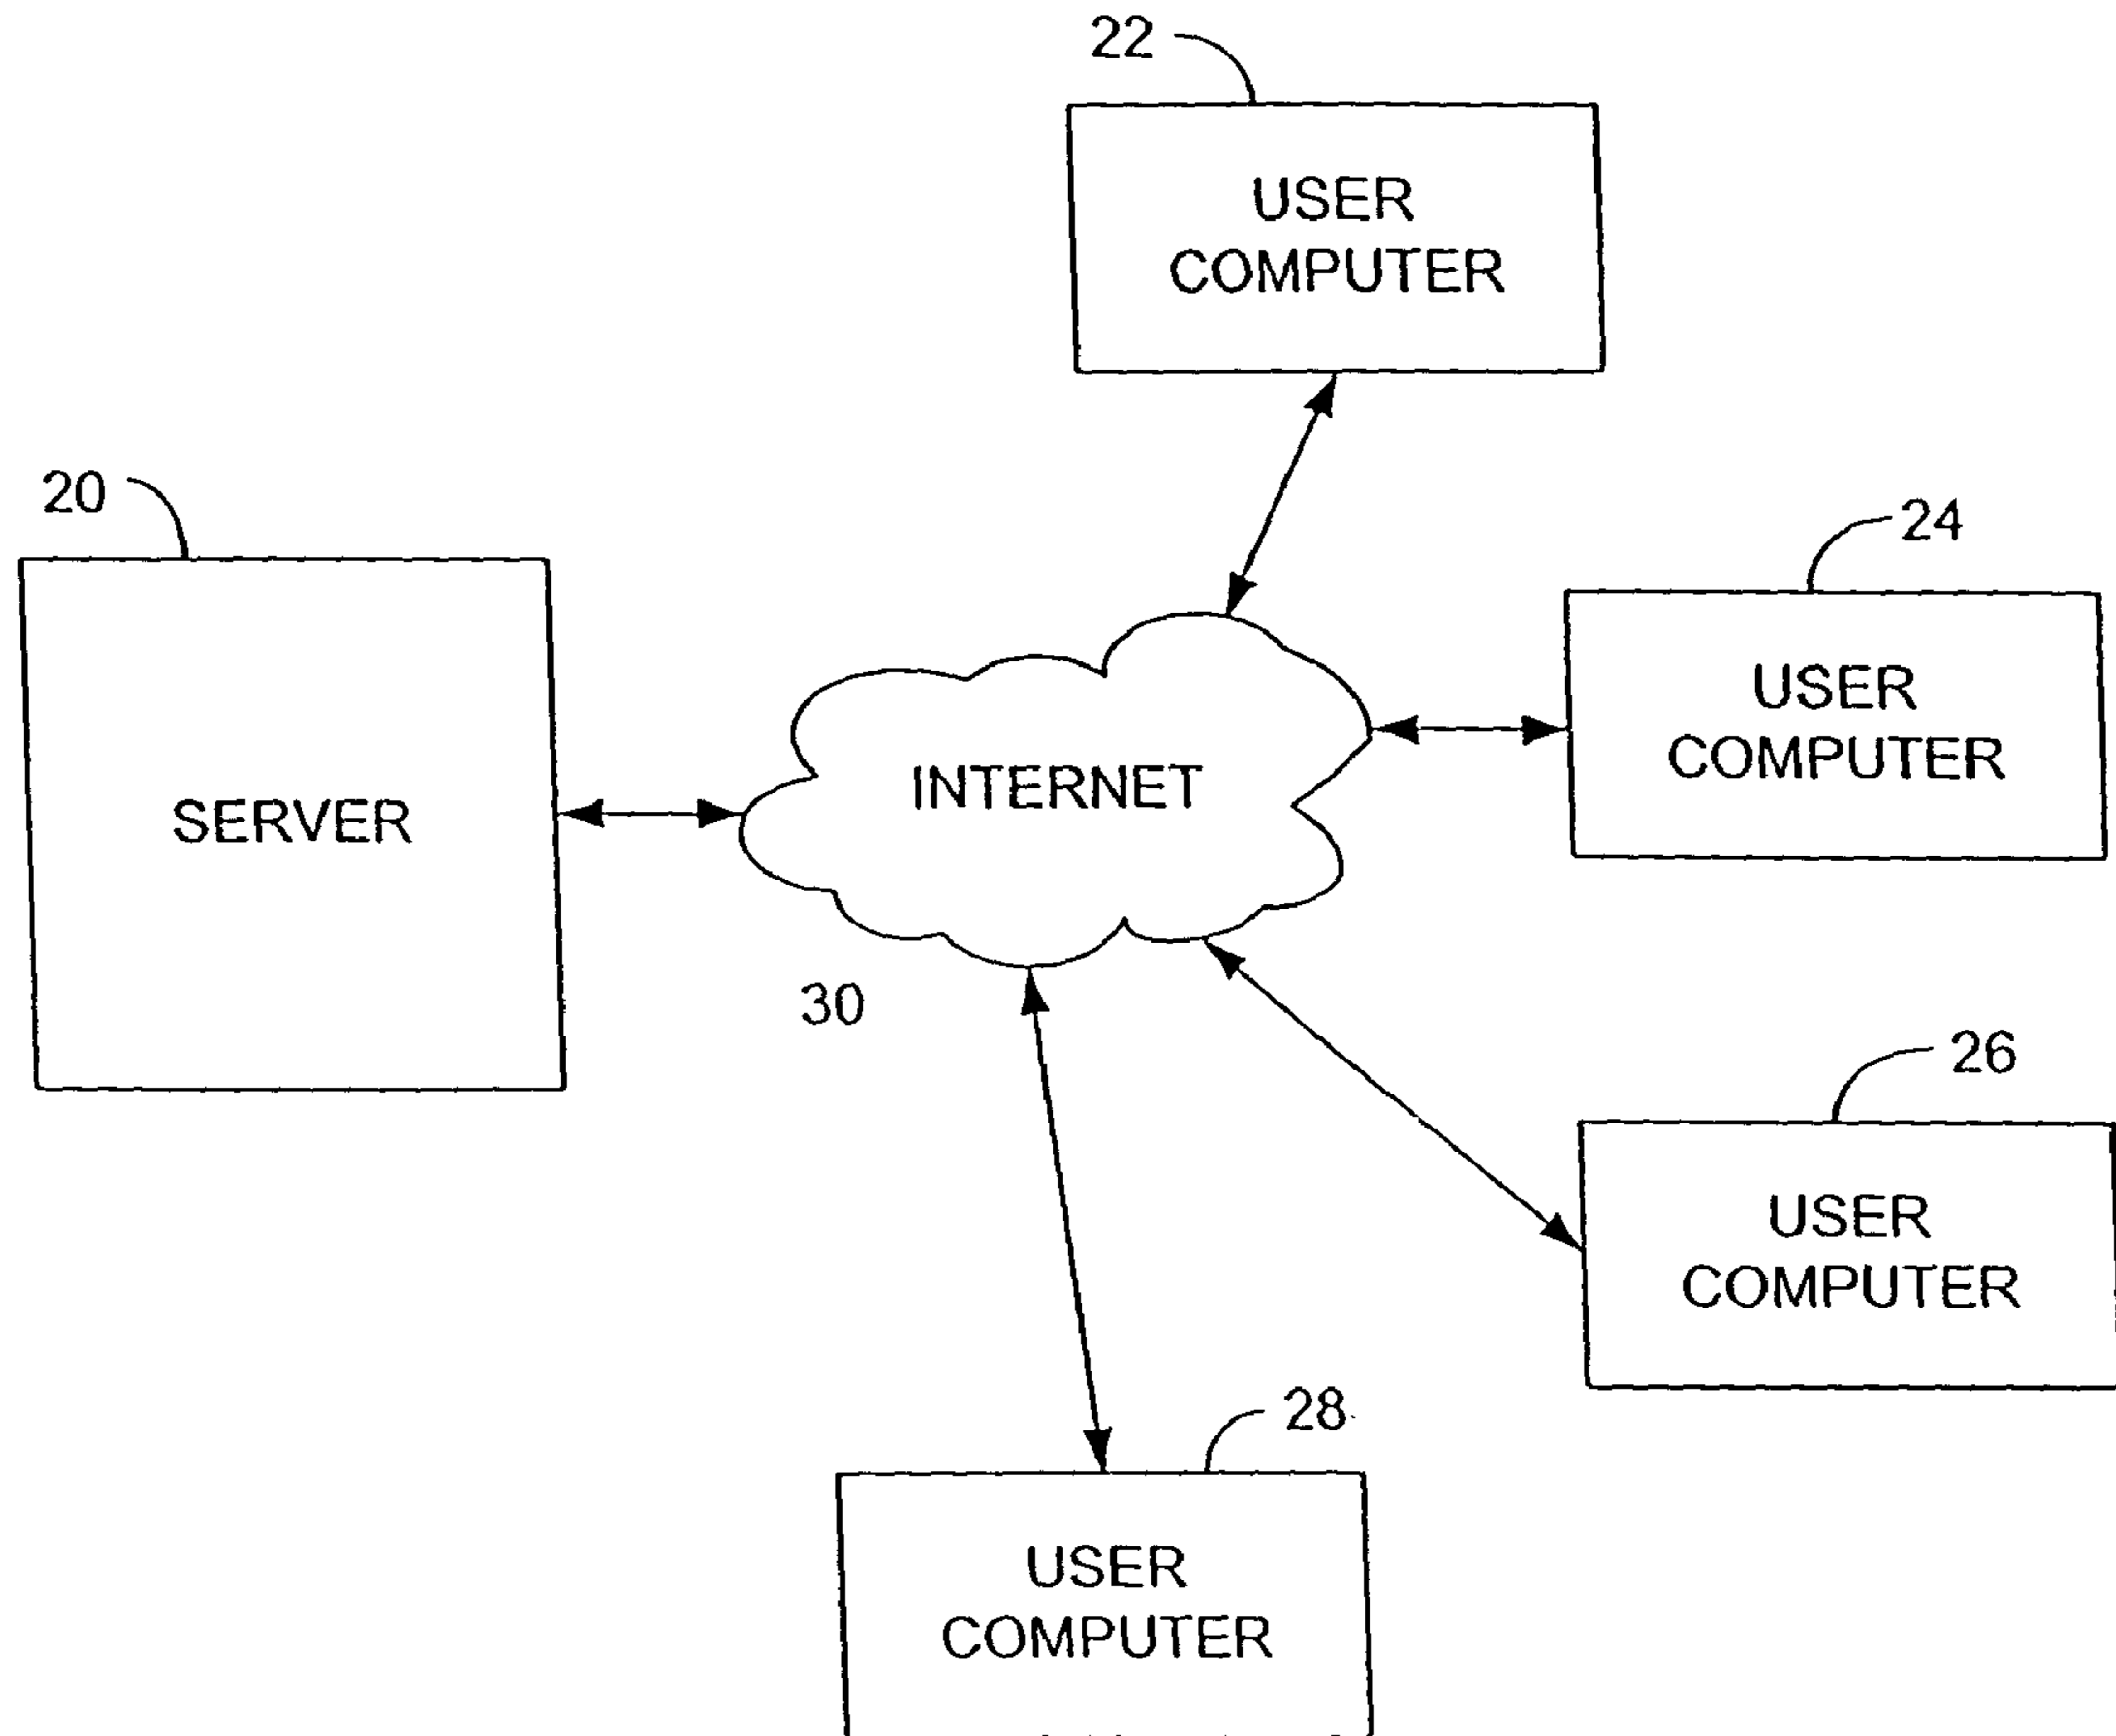 22
USER
COMPUTER
20
24
USER
COMPUTER
INTERNET
SERVER
30
26
USER
COMPUTER
28
USER
COMPUTER